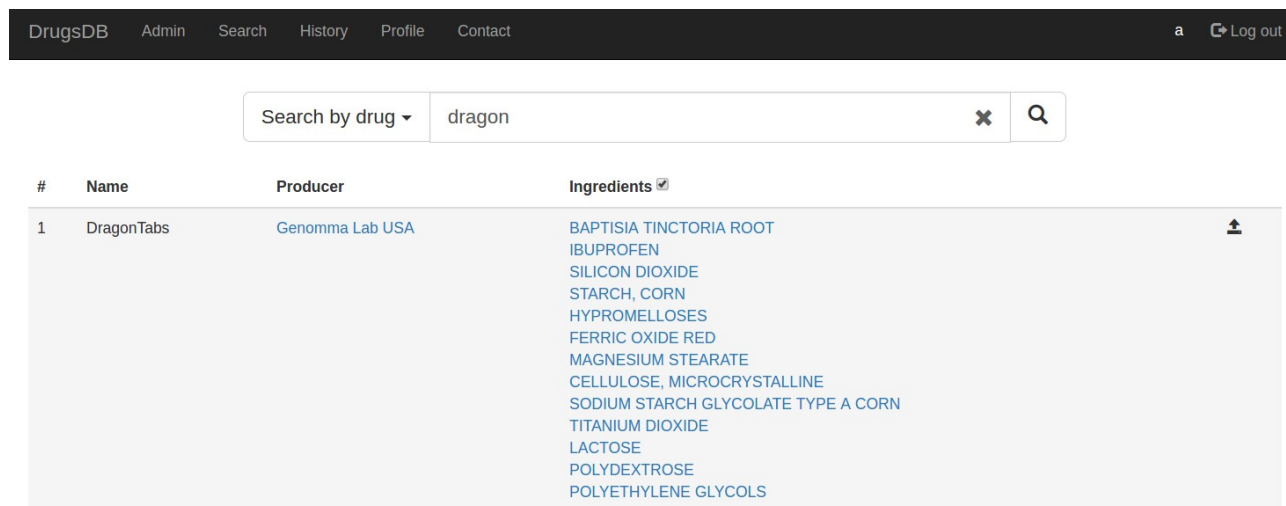 DrugsDB Admin Search History Profile Contact a Log out
Search by drug dragon
# Name Producer Ingredients
1 DragonTabs Genomma Lab USA BAPTISIA TINCTORIA ROOT
IBUPROFEN
SILICON DIOXIDE
STARCH, CORN
HYPROMELLOSES
FERRIC OXIDE RED
MAGNESIUM STEARATE
CELLULOSE, MICROCRYSTALLINE
SODIUM STARCH GLYCOLATE TYPE A CORN
TITANIUM DIOXIDE
LACTOSE
POLYDEXTROSE
POLYETHYLENE GLYCOLS